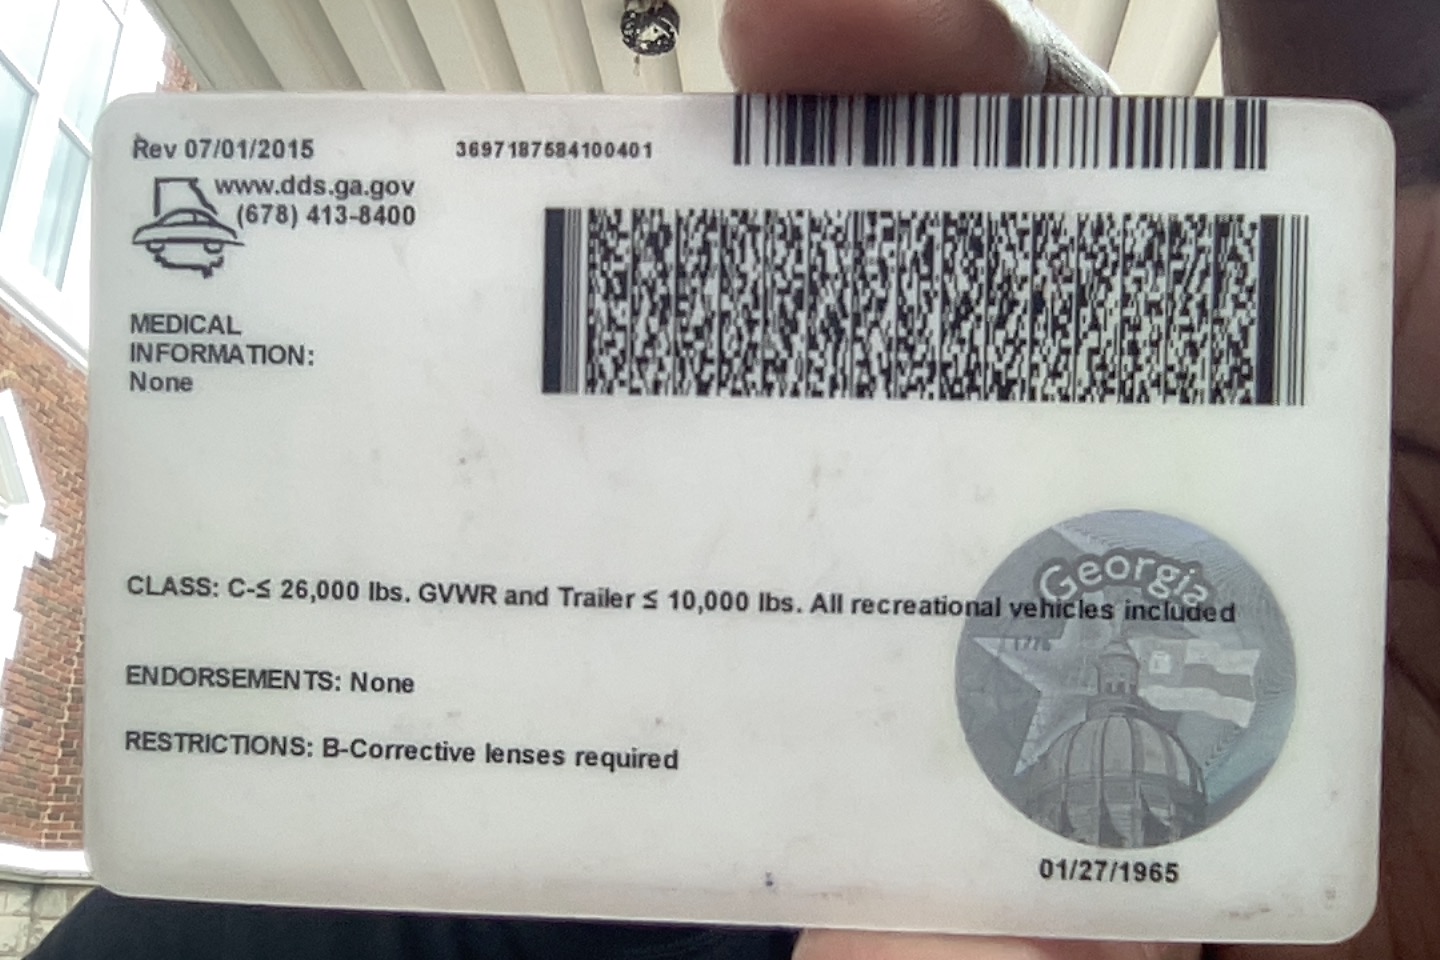 Rev 07/01/2015
3697187584100401
www.dds.ga.gov
(678) 413-8400
MEDICAL
INFORMATION:
None
CLASS: C-≤ 26,000 lbs. GVWR and Trailer ≤ 10,000 lbs. All recreational vehicles included
ENDORSEMENTS: None
RESTRICTIONS: B-Corrective lenses required
Georgia
1776
01/27/1965